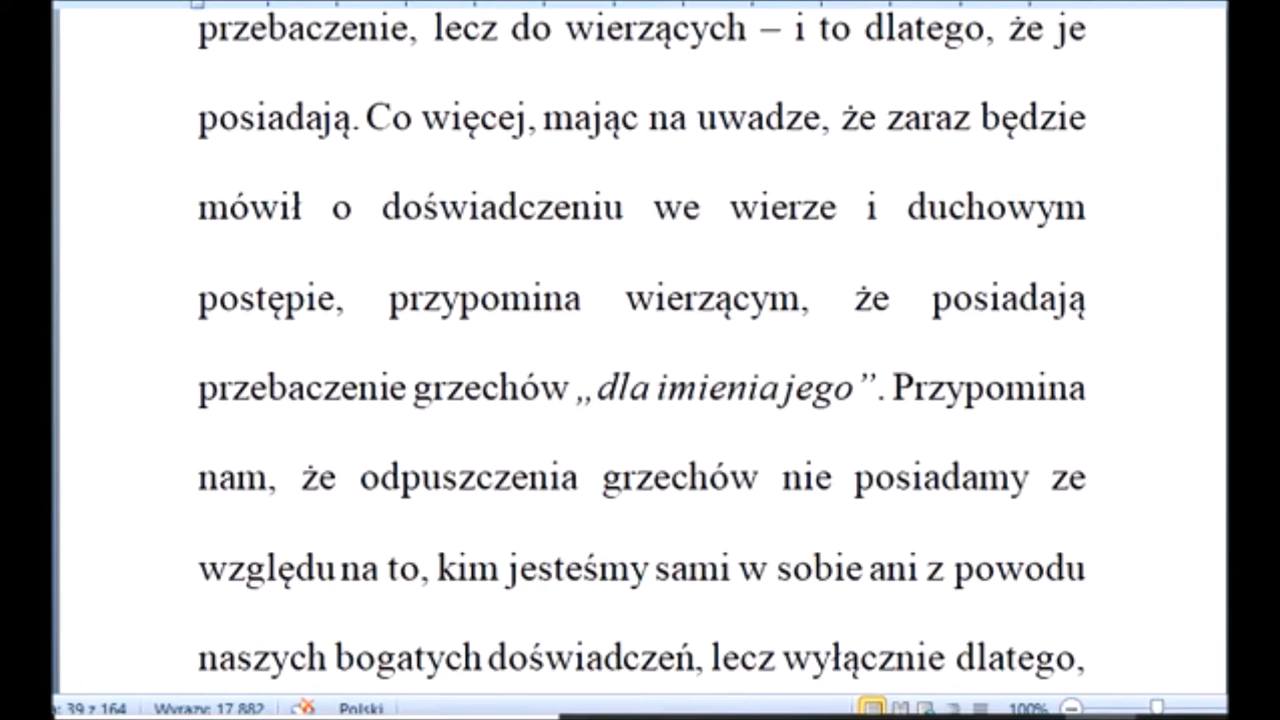 przebaczenie, lecz do wierzących – i to dlatego, że je
posiadają. Co więcej, mając na uwadze, że zaraz będzie
mówił o doświadczeniu we wierze i duchowym
postępie, przypomina wierzącym, że posiadają
przebaczenie grzechów „dla imienia jego”. Przypomina
nam, że odpuszczenia grzechów nie posiadamy ze
względu na to, kim jesteśmy sami w sobie ani z powodu
naszych bogatych doświadczeń, lecz wyłącznie dlatego,
: 39 z 164 Wyrazy: 17 882 Polski 100%